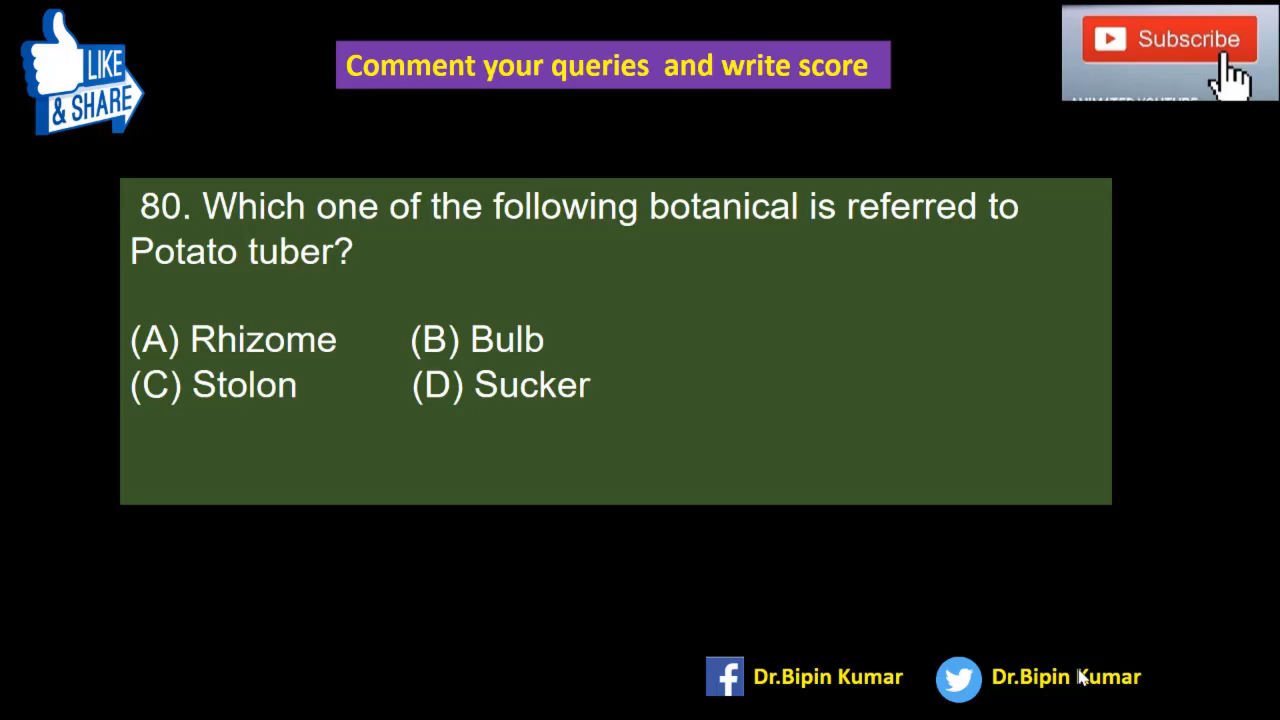 LIKE
& SHARE
Comment your queries and write score
Subscribe
80. Which one of the following botanical is referred to
Potato tuber?
(A) Rhizome (B) Bulb
(C) Stolon (D) Sucker
Dr.Bipin Kumar Dr.Bipin Kumar